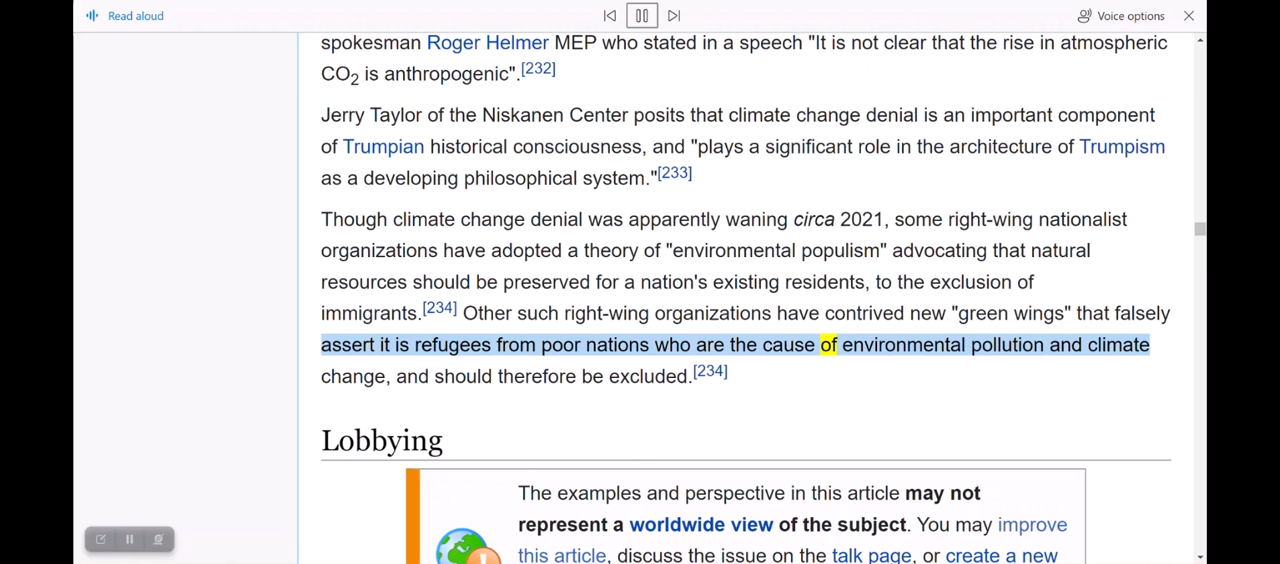 Read aloud
Voice options
spokesman Roger Helmer MEP who stated in a speech "It is not clear that the rise in atmospheric
CO2 is anthropogenic".[232]
Jerry Taylor of the Niskanen Center posits that climate change denial is an important component
of Trumpian historical consciousness, and "plays a significant role in the architecture of Trumpism
as a developing philosophical system."[233]
Though climate change denial was apparently waning circa 2021, some right-wing nationalist
organizations have adopted a theory of "environmental populism" advocating that natural
resources should be preserved for a nation's existing residents, to the exclusion of
immigrants.[234] Other such right-wing organizations have contrived new "green wings" that falsely
assert it is refugees from poor nations who are the cause of environmental pollution and climate
change, and should therefore be excluded.[234]
Lobbying
The examples and perspective in this article may not
represent a worldwide view of the subject. You may improve
this article, discuss the issue on the talk page, or create a new